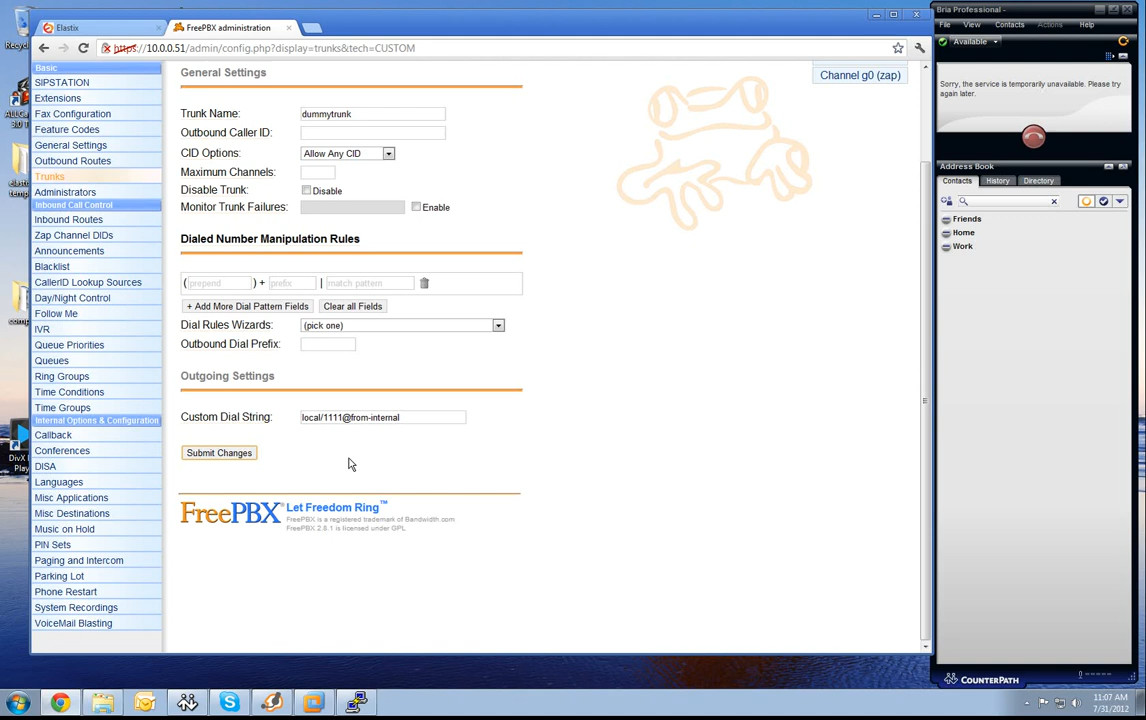 Elastix
FreePBX administration
https://10.0.0.51/admin/config.php?display=trunks&tech=CUSTOM
Basic
SIPSTATION
Extensions
Fax Configuration
Feature Codes
General Settings
Outbound Routes
Trunks
Administrators
Inbound Call Control
Inbound Routes
Zap Channel DIDs
Announcements
Blacklist
CallerID Lookup Sources
Day/Night Control
Follow Me
IVR
Queue Priorities
Queues
Ring Groups
Time Conditions
Time Groups
Internal Options & Configuration
Callback
Conferences
DISA
Languages
Misc Applications
Misc Destinations
Music on Hold
PIN Sets
Paging and Intercom
Parking Lot
Phone Restart
System Recordings
VoiceMail Blasting
General Settings
Trunk Name: dummytrunk
Outbound Caller ID:
CID Options: Allow Any CID
Maximum Channels:
Disable Trunk: Disable
Monitor Trunk Failures: Enable
Dialed Number Manipulation Rules
( prepend ) + prefix | match pattern
+ Add More Dial Pattern Fields Clear all Fields
Dial Rules Wizards: (pick one)
Outbound Dial Prefix:
Outgoing Settings
Custom Dial String: local/1111@from-internal
Submit Changes
FreePBX® Let Freedom Ring™
FreePBX is a registered trademark of Bandwidth.com
FreePBX 2.8.1 is licensed under GPL
Channel g0 (zap)
Bria Professional -
File View Contacts Actions Help
Available
Sorry, the service is temporarily unavailable. Please try
again later.
Address Book
Contacts History Directory
Friends
Home
Work
COUNTERPATH
11:07 AM
7/31/2012